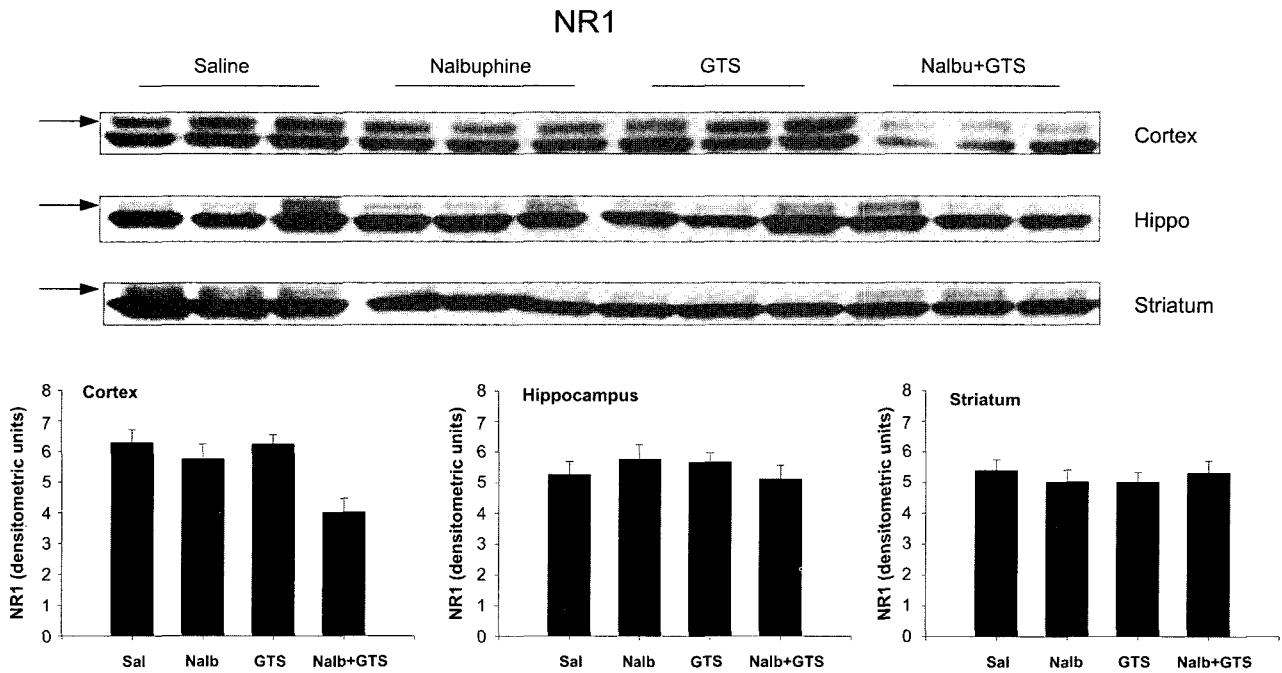 NR1
Saline Nalbuphine GTS Nalbu+GTS
Cortex
Hippo
Striatum
Cortex
NR1 (densitometric units)
8
7
6
5
4
3
2
1
0
Sal Nalb GTS Nalb+GTS
Hippocampus
NR1 (densitometric units)
8
7
6
5
4
3
2
1
0
Sal Nalb GTS Nalb+GTS
Striatum
NR1 (densitometric units)
8
7
6
5
4
3
2
1
0
Sal Nalb GTS Nalb+GTS